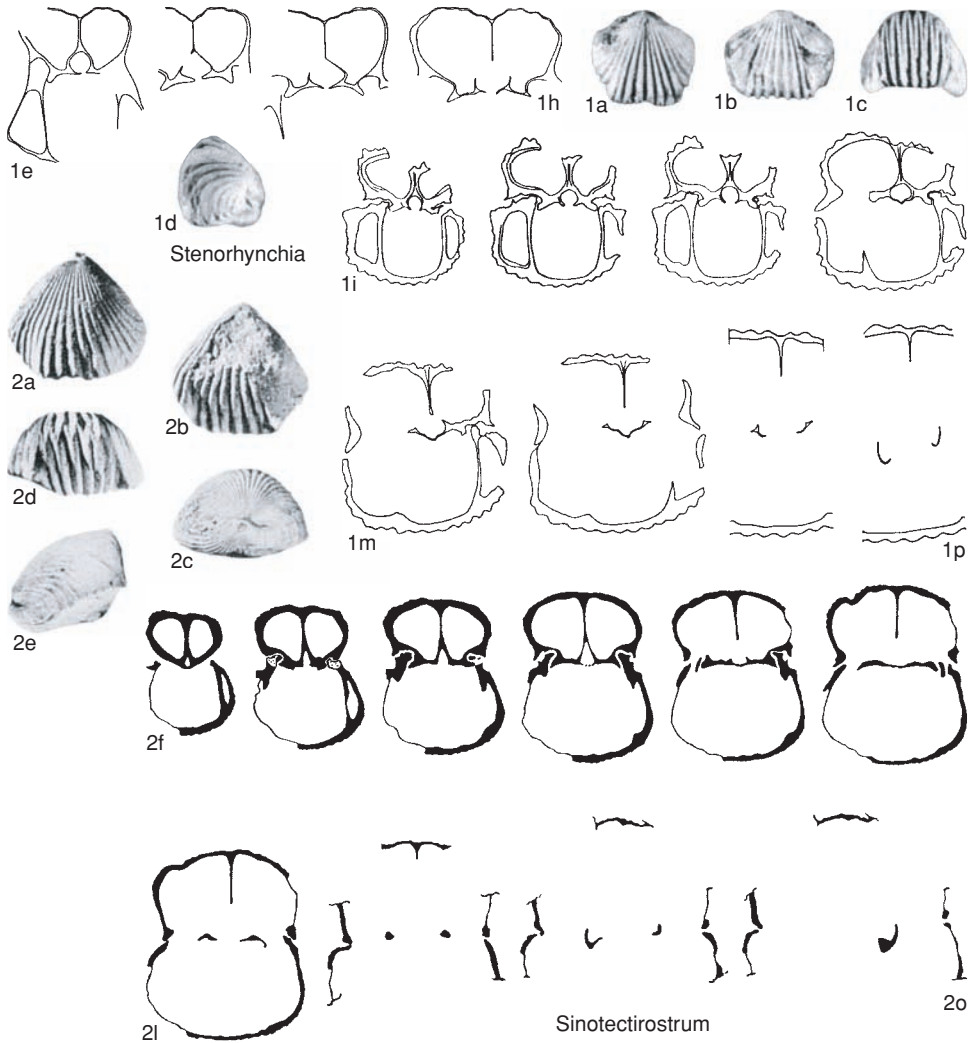 1e
1h
1a
1b
1c
1d
Stenorhynchia
1i
2a
2b
2d
2c
2e
1m
1p
2f
2l
2o
Sinotectirostrum